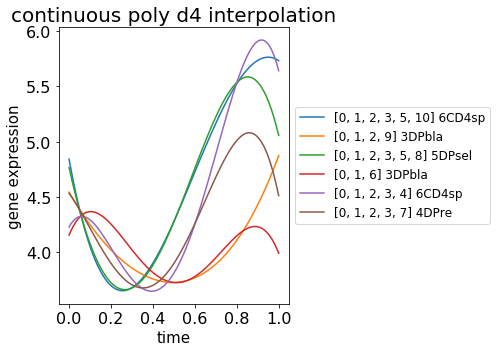 continuous poly d4 interpolation
gene expression
6.0
5.5
5.0
4.5
4.0
0.0 0.2 0.4 0.6 0.8 1.0
time
[0, 1, 2, 3, 5, 10] 6CD4sp
[0, 1, 2, 9] 3DPbla
[0, 1, 2, 3, 5, 8] 5DPsel
[0, 1, 6] 3DPbla
[0, 1, 2, 3, 4] 6CD4sp
[0, 1, 2, 3, 7] 4DPre